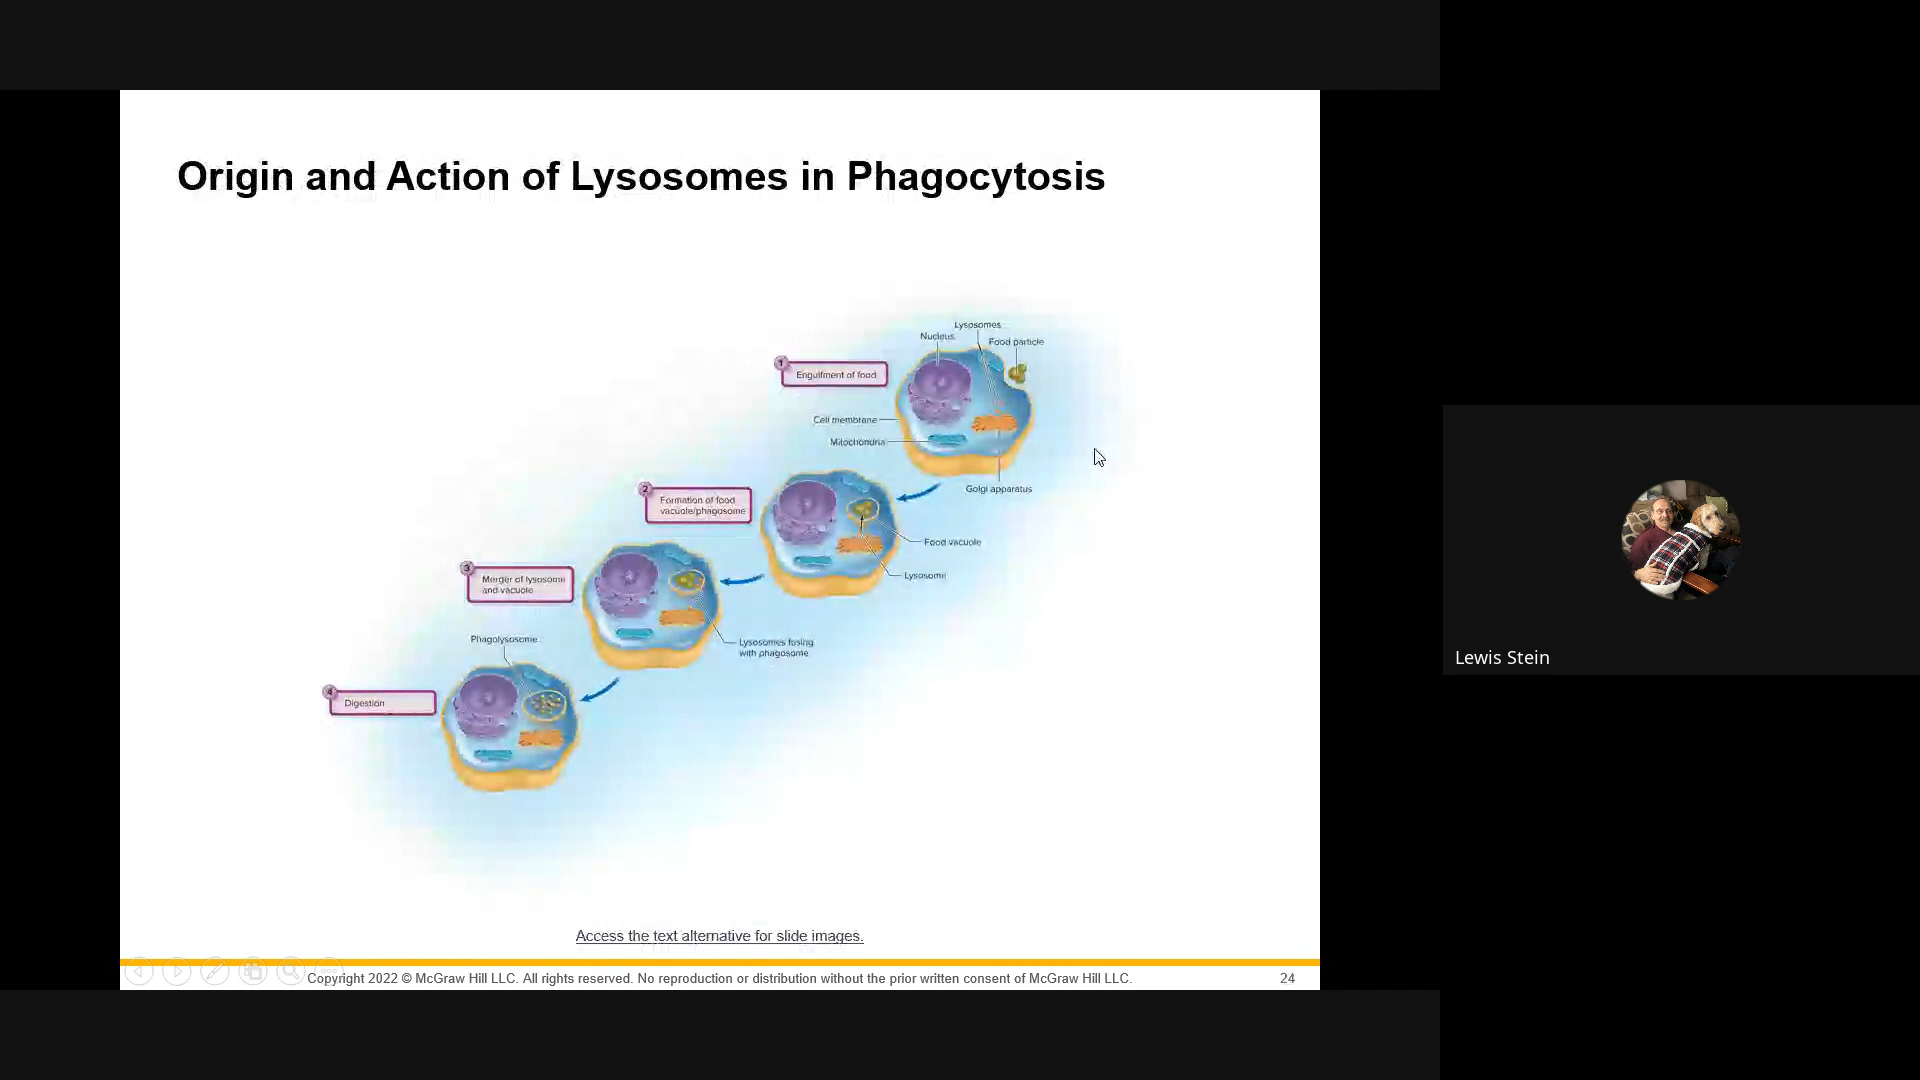 Origin and Action of Lysosomes in Phagocytosis
Lysosomes
Nucleus
Food particle
1
Engulfment of food
Cell membrane
Mitochondria
Golgi apparatus
2
Formation of food
vacuole/phagosome
Food vacuole
Lysosome
3
Merger of lysosome
and vacuole
Lysosomes fusing
with phagosome
Phagolysosome
4
Digestion
Access the text alternative for slide images.
Copyright 2022 © McGraw Hill LLC. All rights reserved. No reproduction or distribution without the prior written consent of McGraw Hill LLC.
24
Lewis Stein